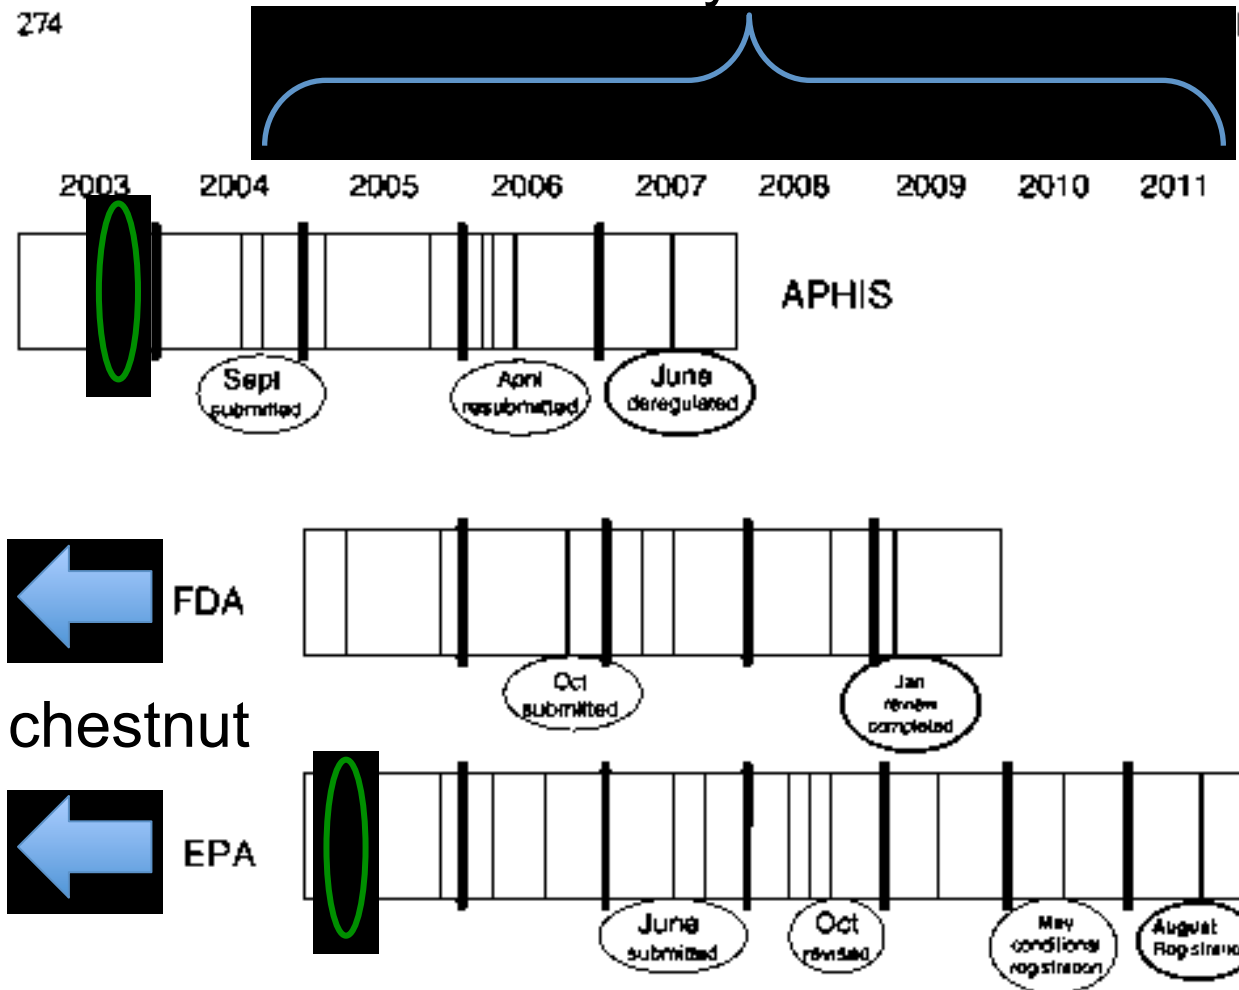 274
2003 2004 2005 2006 2007 2008 2009 2010 2011
APHIS
Sept
submitted
April
resubmitted
June
deregulated
FDA
Oct
submitted
Jan
review
completed
chestnut
EPA
June
submitted
Oct
revised
May
conditional
registration
August